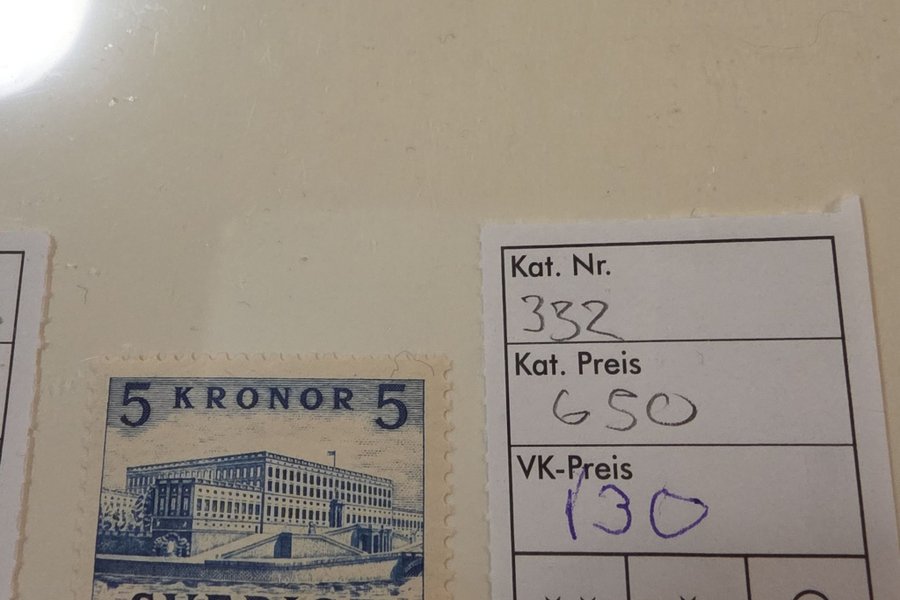 5 KRONOR 5
Kat. Nr.
332
Kat. Preis
650
VK-Preis
130